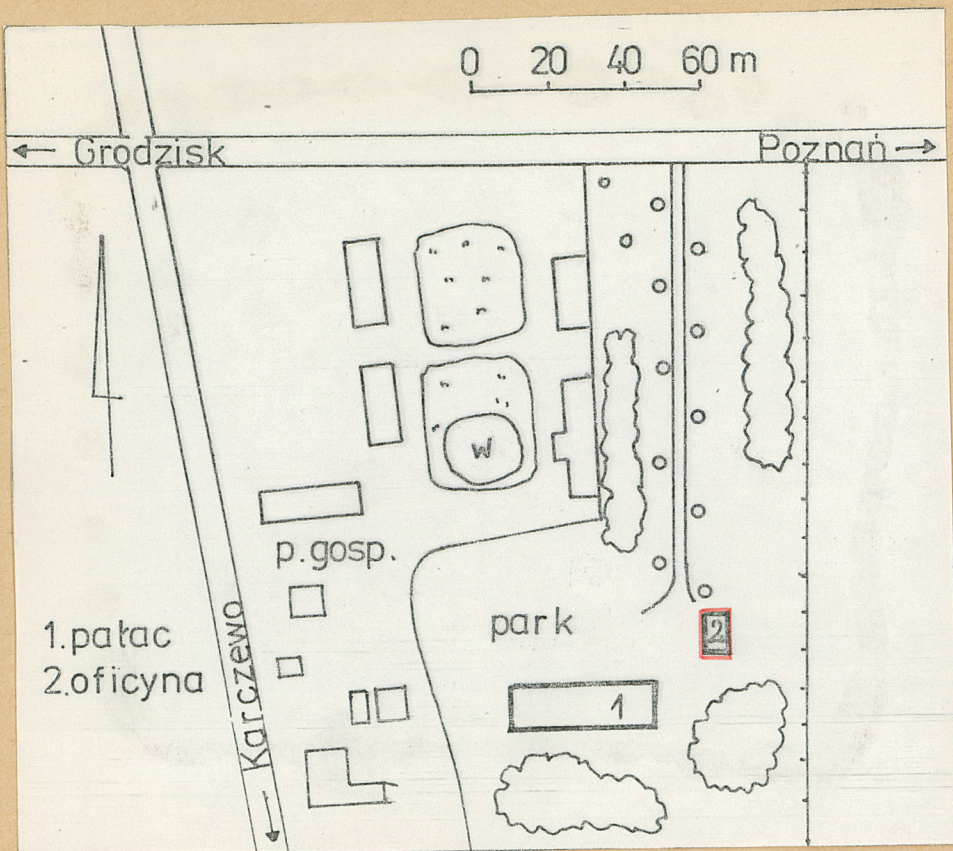 0 20 40 60 m
← Grodzisk
Poznań →
W
p.gosp.
park
2
1.pałac
2.oficyna
1
Karczewo